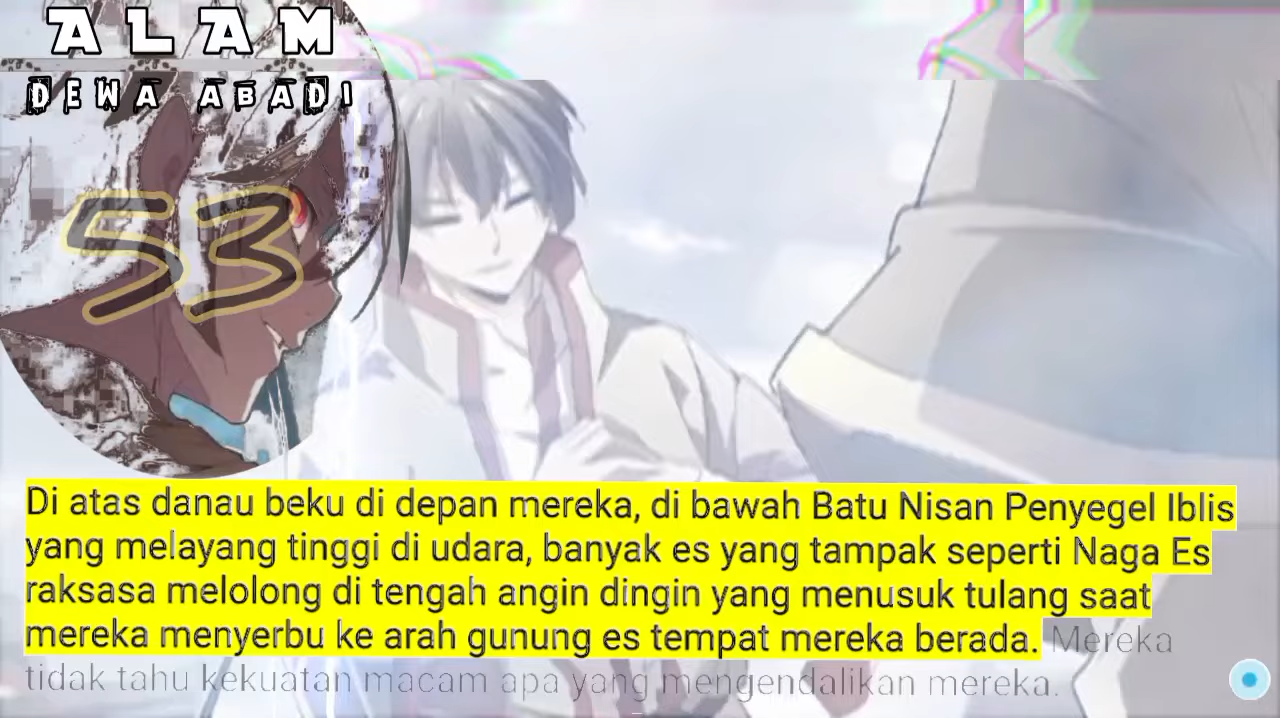 ALAM
DEWA ABADI
53
Di atas danau beku di depan mereka, di bawah Batu Nisan Penyegel Iblis
yang melayang tinggi di udara, banyak es yang tampak seperti Naga Es
raksasa melolong di tengah angin dingin yang menusuk tulang saat
mereka menyerbu ke arah gunung es tempat mereka berada. Mereka
tidak tahu kekuatan macam apa yang mengendalikan mereka.